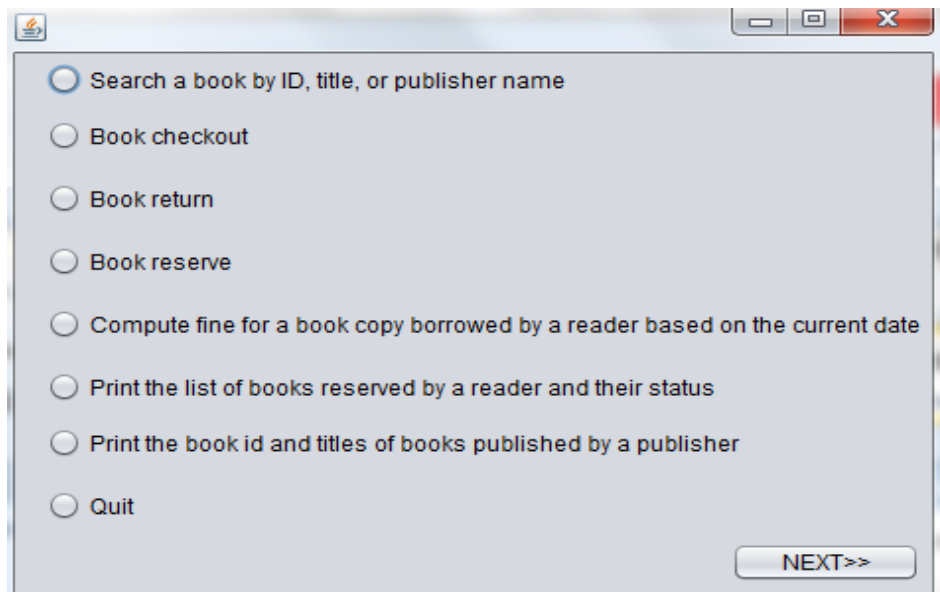 Search a book by ID, title, or publisher name
Book checkout
Book return
Book reserve
Compute fine for a book copy borrowed by a reader based on the current date
Print the list of books reserved by a reader and their status
Print the book id and titles of books published by a publisher
Quit
NEXT>>